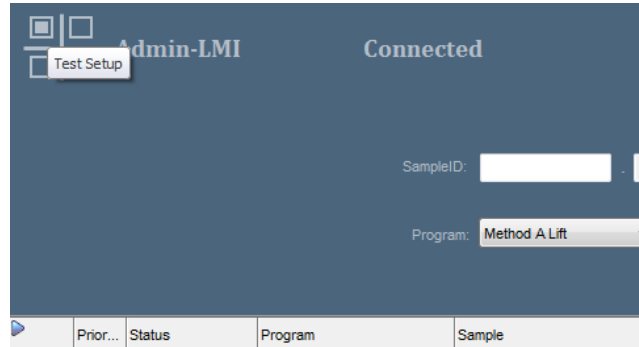 Admin-LMI Connected
Test Setup
SampleID: .
Program: Method A Lift
Prior... Status Program Sample